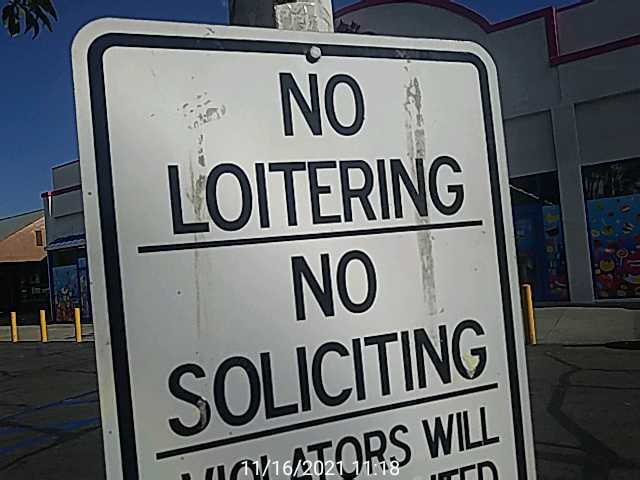 NO
LOITERING
NO
SOLICITING
VIOLATORS WILL
11/16/2021 11:18